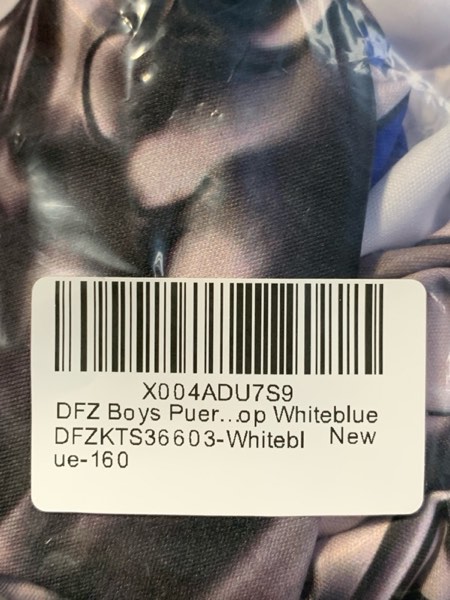 X004ADU7S9
DFZ Boys Puer...op Whiteblue
DFZKTS36603-Whitebl New
ue-160